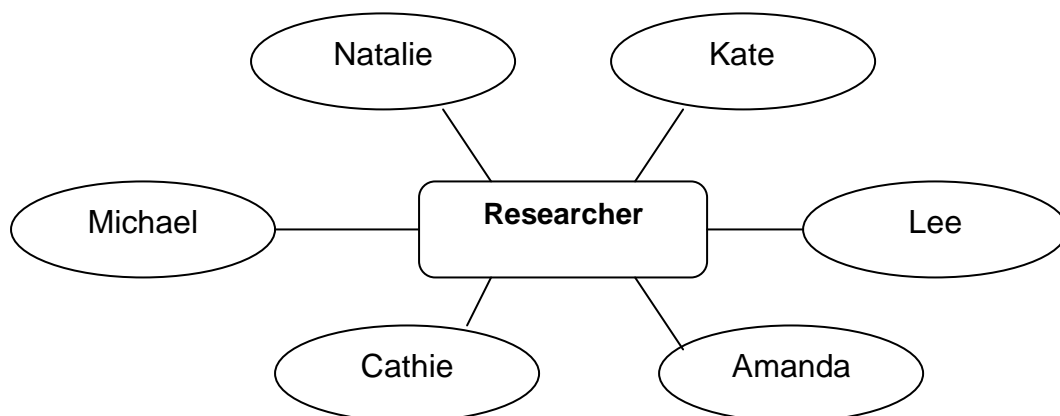 Natalie
Kate
Researcher
Michael
Lee
Cathie
Amanda